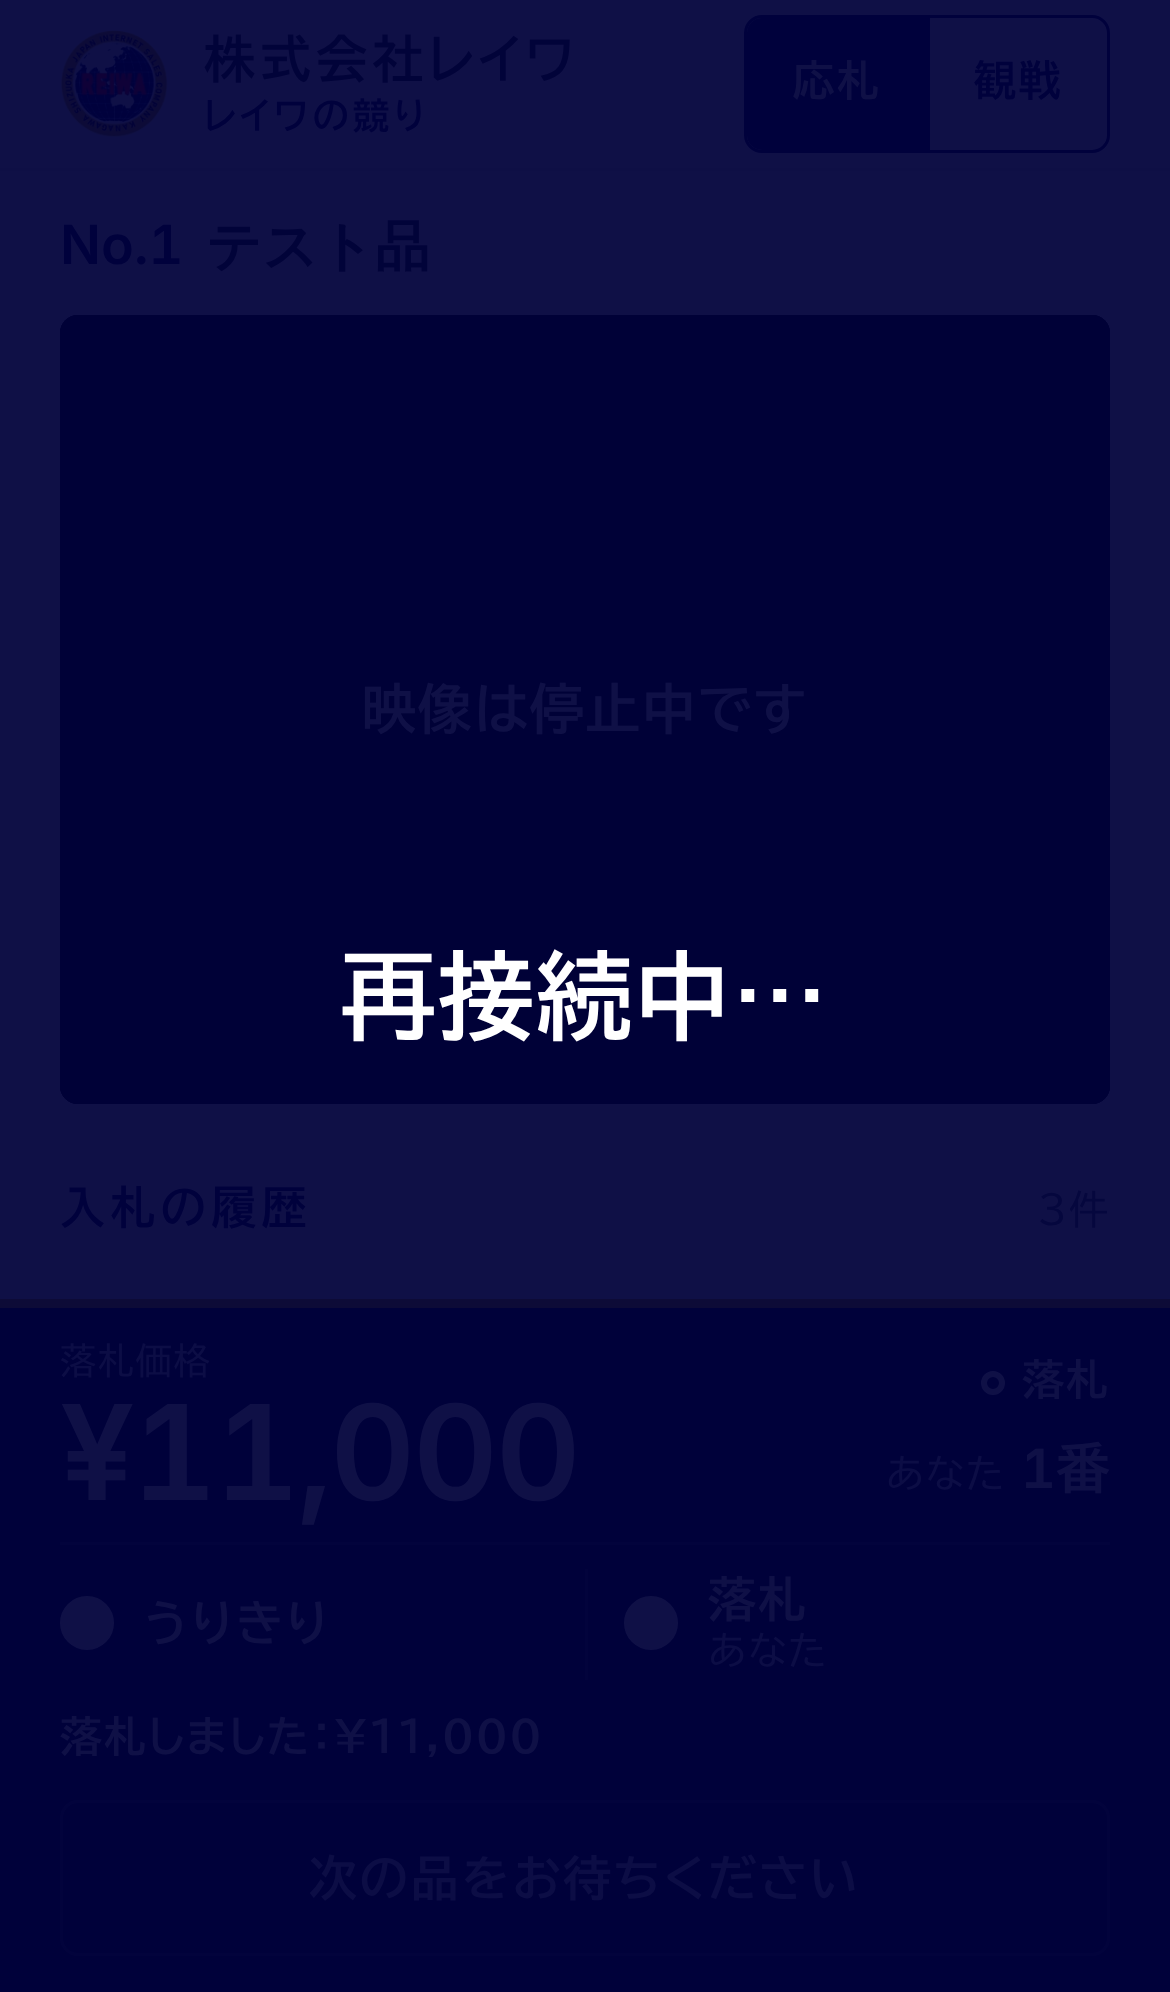 株式会社レイワ
レイワの競り
応札
観戦
No.1 テスト品
映像は停止中です
再接続中…
入札の履歴
3件
落札価格
¥11,000
落札
あなた 1番
うりきり
落札
あなた
落札しました:¥11,000
次の品をお待ちください